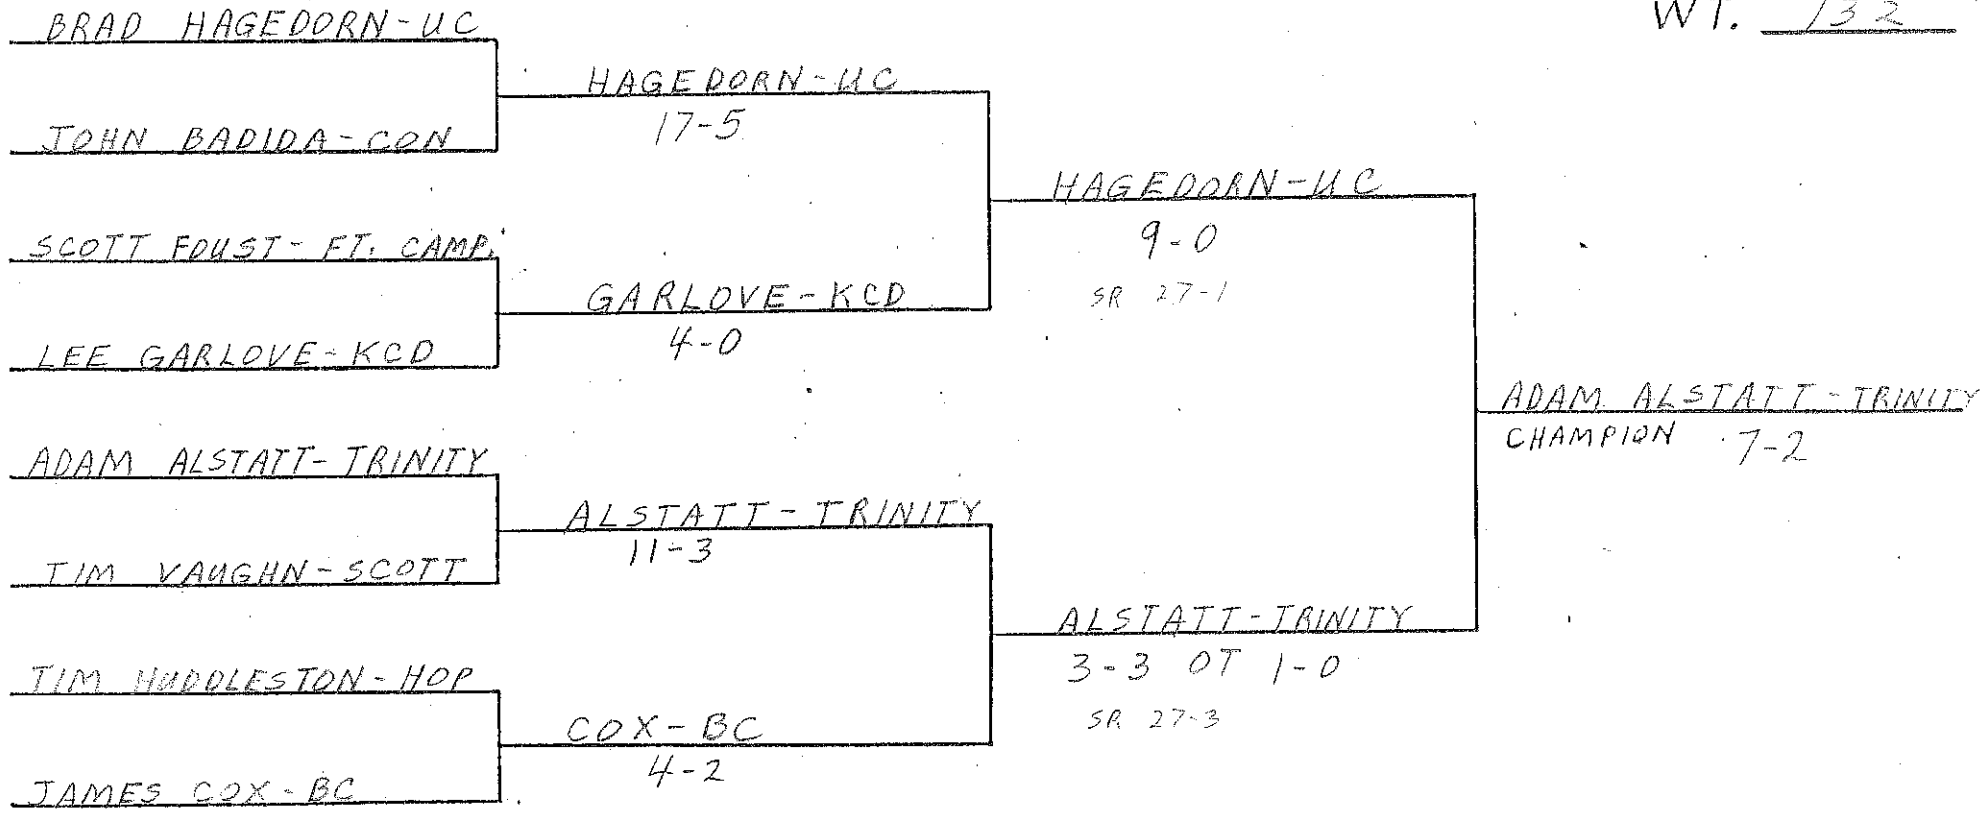 WT. 132
BRAD HAGEDORN-UC
JOHN BADIDA-CON
SCOTT FOUST-FT. CAMP.
LEE GARLOVE-KCD
ADAM ALSTATT-TRINITY
TIM VAUGHN-SCOTT
TIM HUDDLESTON-HOP
JAMES COX-BC
HAGEDORN-UC
17-5
GARLOVE-KCD
4-0
ALSTATT-TRINITY
11-3
COX-BC
4-2
HAGEDORN-UC
9-0
SR 27-1
ALSTATT-TRINITY
3-3 OT 1-0
SR 27-3
ADAM ALSTATT-TRINITY
CHAMPION 7-2